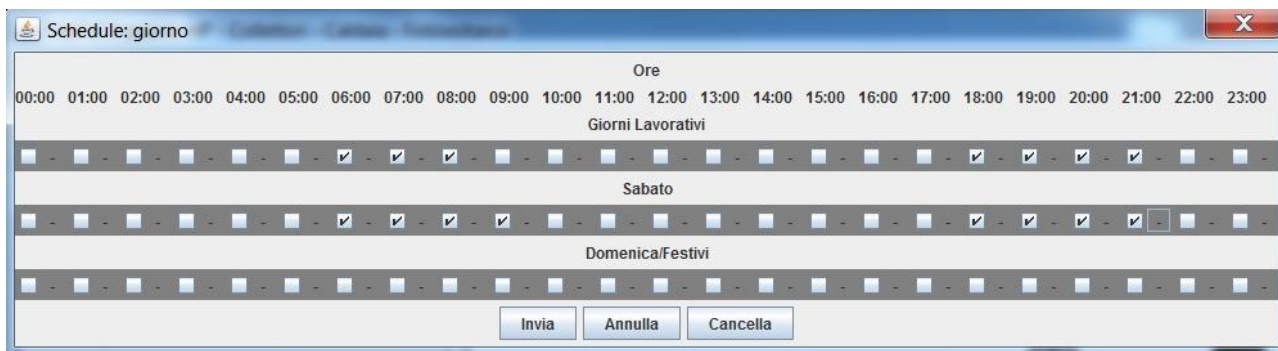 Schedule: giorno
Ore
00:00 01:00 02:00 03:00 04:00 05:00 06:00 07:00 08:00 09:00 10:00 11:00 12:00 13:00 14:00 15:00 16:00 17:00 18:00 19:00 20:00 21:00 22:00 23:00
Giorni Lavorativi
- - - - - - - - - - - - - - - - - - - - - - - -
Sabato
- - - - - - - - - - - - - - - - - - - - - - - -
Domenica/Festivi
- - - - - - - - - - - - - - - - - - - - - - - -
Invia Annulla Cancella